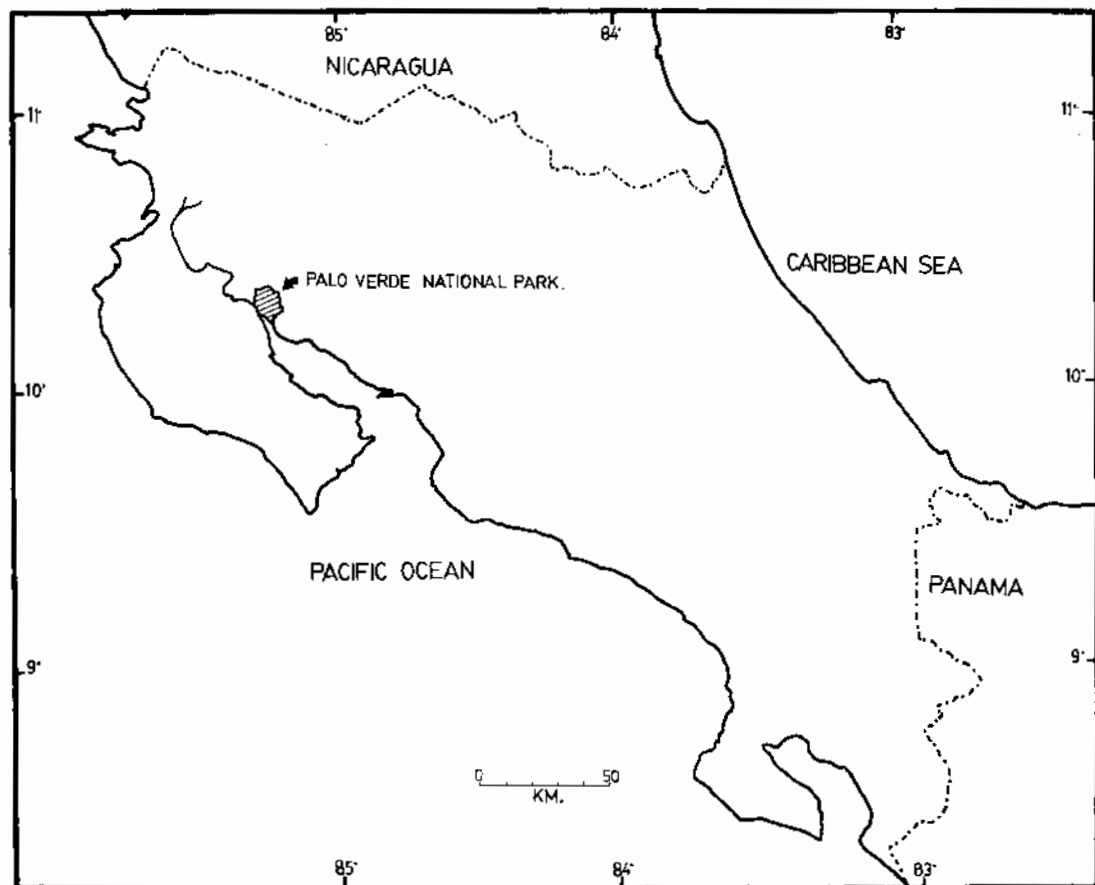 85°
84°
83°
NICARAGUA
11°
11°
CARIBBEAN SEA
PALO VERDE NATIONAL PARK.
10°
10°
PACIFIC OCEAN
PANAMA
9°
9°
0 50
KM.
85°
84°
83°